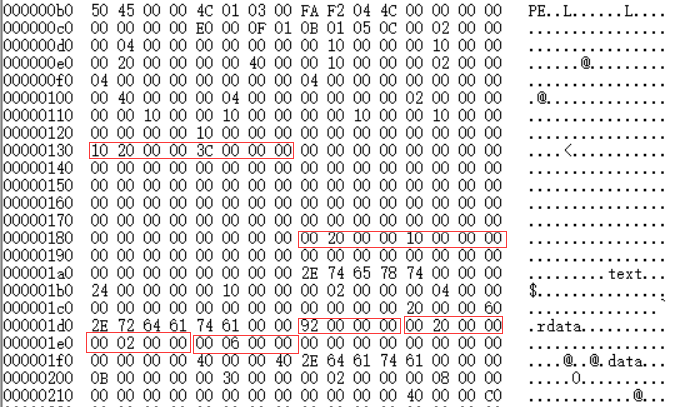 000000b0 50 45 00 00 4C 01 03 00 FA F2 04 4C 00 00 00 00 PE..L......L....
000000c0 00 00 00 00 E0 00 0F 01 0B 01 05 0C 00 02 00 00 ................
000000d0 00 04 00 00 00 00 00 00 00 10 00 00 00 10 00 00 ................
000000e0 00 20 00 00 00 00 40 00 00 10 00 00 00 02 00 00 ......@.........
000000f0 04 00 00 00 00 00 00 00 04 00 00 00 00 00 00 00 ................
00000100 00 40 00 00 00 04 00 00 00 00 00 00 02 00 00 00 .@..............
00000110 00 00 10 00 00 10 00 00 00 00 10 00 00 10 00 00 ................
00000120 00 00 00 00 10 00 00 00 00 00 00 00 00 00 00 00 ................
00000130 10 20 00 00 3C 00 00 00 00 00 00 00 00 00 00 00 ....<...........
00000140 00 00 00 00 00 00 00 00 00 00 00 00 00 00 00 00 ................
00000150 00 00 00 00 00 00 00 00 00 00 00 00 00 00 00 00 ................
00000160 00 00 00 00 00 00 00 00 00 00 00 00 00 00 00 00 ................
00000170 00 00 00 00 00 00 00 00 00 00 00 00 00 00 00 00 ................
00000180 00 00 00 00 00 00 00 00 00 20 00 00 10 00 00 00 ................
00000190 00 00 00 00 00 00 00 00 00 00 00 00 00 00 00 00 ................
000001a0 00 00 00 00 00 00 00 00 2E 74 65 78 74 00 00 00 .........text...
000001b0 24 00 00 00 00 10 00 00 00 02 00 00 00 04 00 00 $...............
000001c0 00 00 00 00 00 00 00 00 00 00 00 00 20 00 00 60 ...............`
000001d0 2E 72 64 61 74 61 00 00 92 00 00 00 00 20 00 00 .rdata..........
000001e0 00 02 00 00 00 06 00 00 00 00 00 00 00 00 00 00 ................
000001f0 00 00 00 00 40 00 00 40 2E 64 61 74 61 00 00 00 ....@..@.data...
00000200 0B 00 00 00 00 30 00 00 00 02 00 00 00 08 00 00 .....0..........
00000210 00 00 00 00 00 00 00 00 00 00 00 00 40 00 00 C0 ............@...